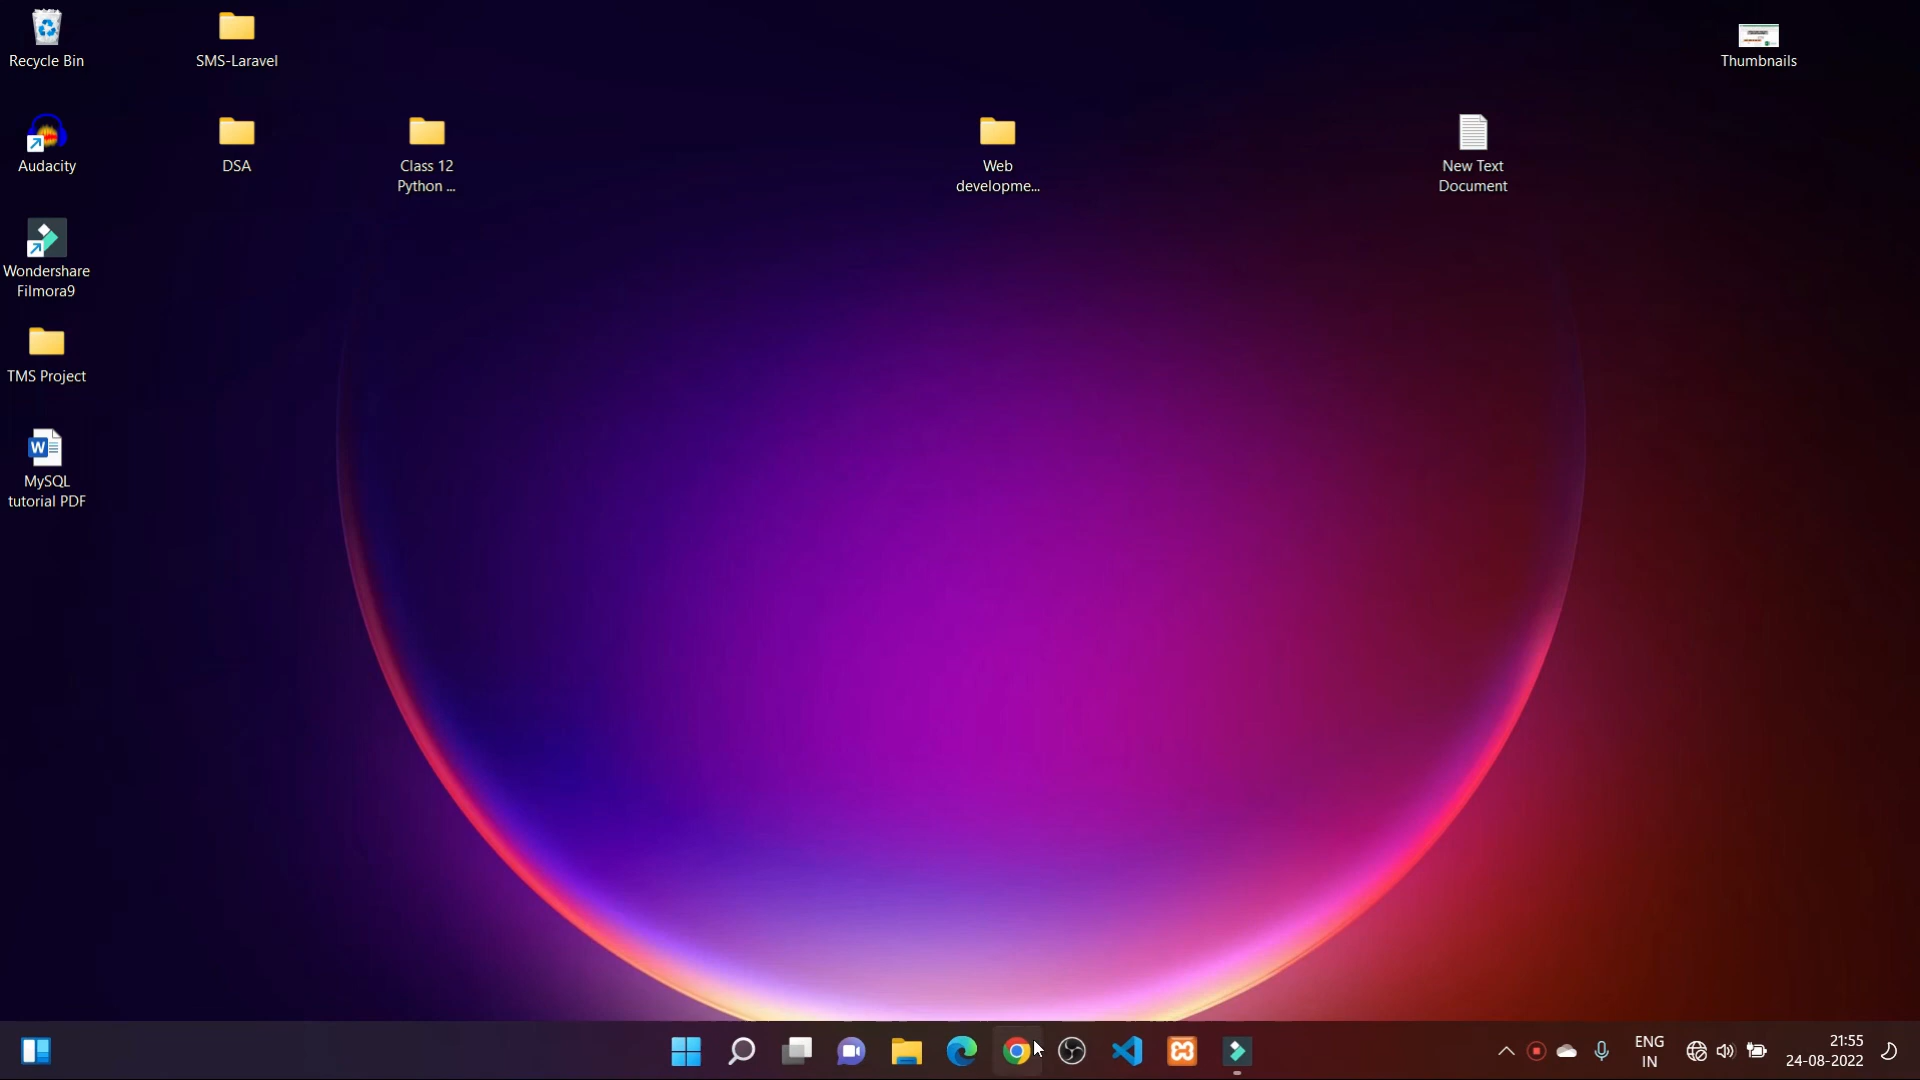 Recycle Bin
SMS-Laravel
Thumbnails
Audacity
DSA
Class 12
Python ...
Web
developme...
New Text
Document
Wondershare
Filmora9
TMS Project
W
MySQL
tutorial PDF
ENG
IN
21:55
24-08-2022